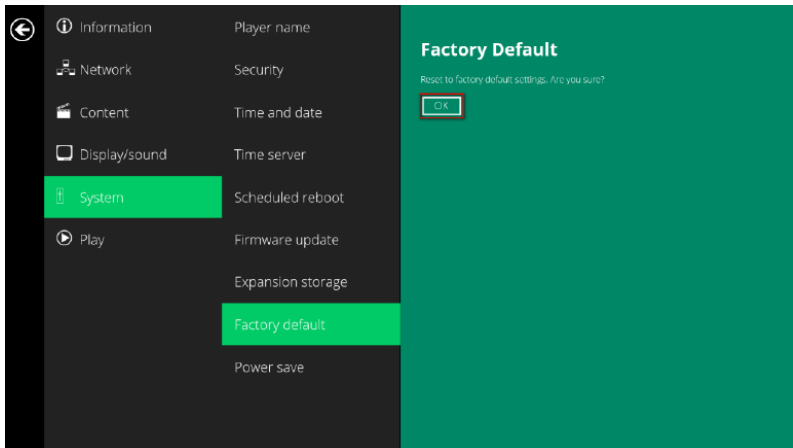 Information
Network
Content
Display/sound
System
Play
Player name
Security
Time and date
Time server
Scheduled reboot
Firmware update
Expansion storage
Factory default
Power save
Factory Default
Reset to factory default settings. Are you sure?
OK